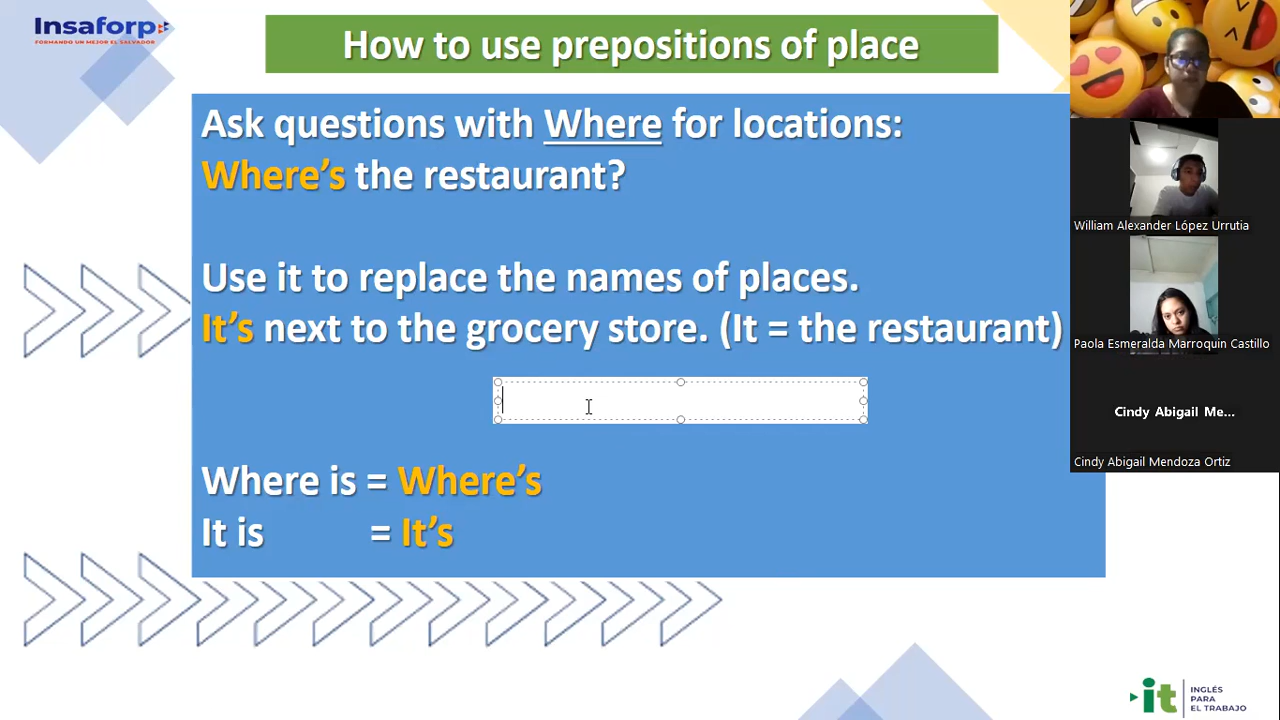 Insaforp
FORMANDO UN MEJOR EL SALVADOR
How to use prepositions of place
Ask questions with Where for locations:
Where's the restaurant?
Use it to replace the names of places.
It's next to the grocery store. (It = the restaurant)
Where is = Where's
It is = It's
William Alexander López Urrutia
Paola Esmeralda Marroquin Castillo
Cindy Abigail Me...
Cindy Abigail Mendoza Ortiz
it
INGLÉS
PARA
EL TRABAJO